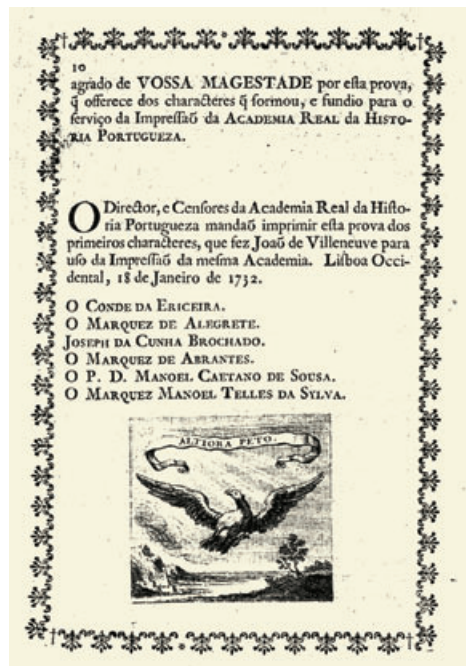 10
agrado de VOSSA MAGESTADE por eſta prova,
q̃ offerece dos characteres q̃ formou, e fundio para o
ſerviço da Impreſſaõ da ACADEMIA REAL da HISTO-
RIA PORTUGUEZA.
O Director, e Cenſores da Academia Real da Hiſto-
ria Portugueza mandaõ imprimir eſta prova dos
primeiros characteres, que fez Joaõ de Villeneuve para
uſo da Impreſſaõ da meſma Academia. Lisboa Occi-
dental, 18 de Janeiro de 1732.
O CONDE DA ERICEIRA.
O MARQUEZ DE ALEGRETE.
JOSEPH DA CUNHA BROCHADO.
O MARQUEZ DE ABRANTES.
O P. D. MANOEL CAETANO DE SOUSA.
O MARQUEZ MANOEL TELLES DA SYLVA.
ALTIORA PETO.